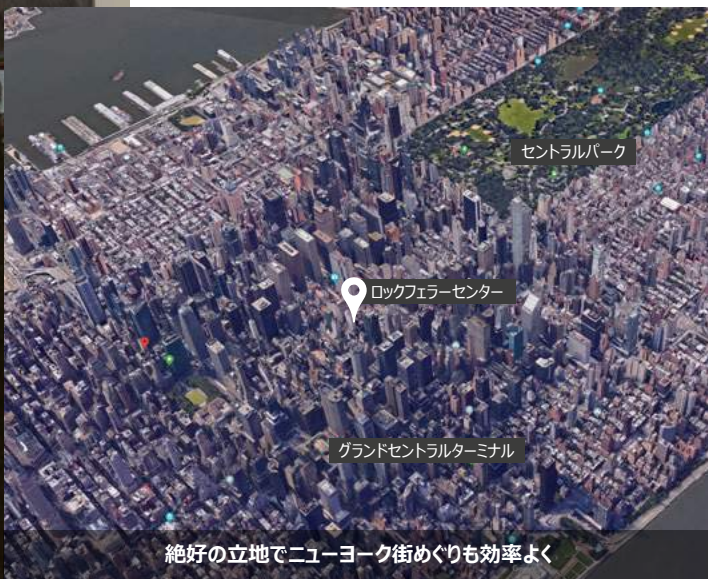 セントラルパーク
ロックフェラーセンター
グランドセントラルターミナル
絶好の立地でニューヨーク街めぐりも効率よく